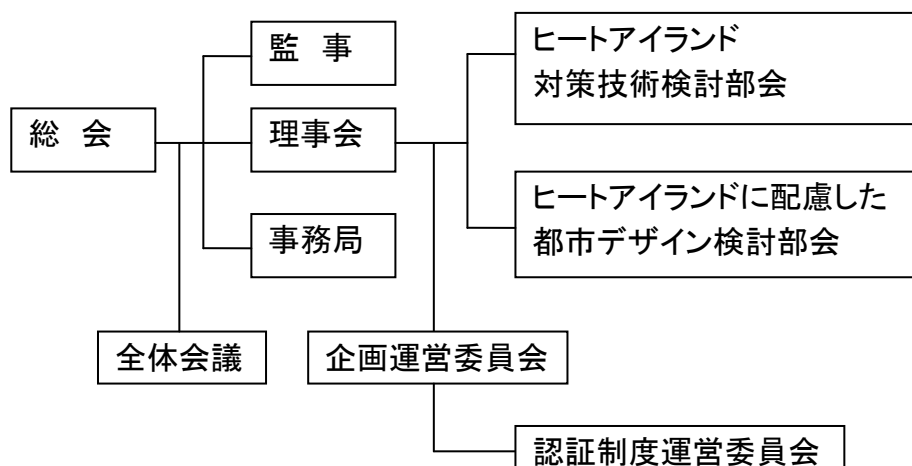 監　事
ヒートアイランド
対策技術検討部会
総　会
理事会
ヒートアイランドに配慮した
都市デザイン検討部会
事務局
全体会議
企画運営委員会
認証制度運営委員会